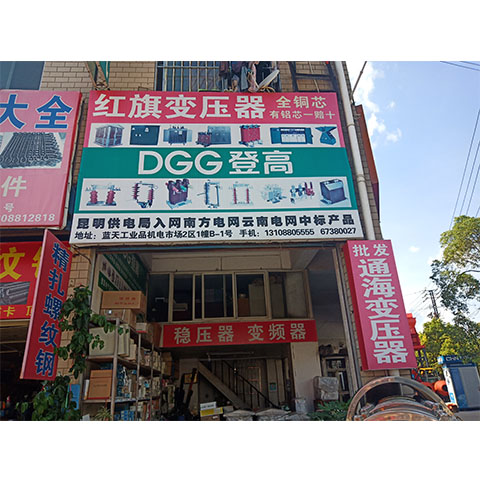 大全
件
号
08812818
红旗变压器
全铜芯
有铝芯一赔十
DGG登高
昆明供电局入网南方电网云南电网中标产品
地址：蓝天工业品机电市场2区1幢B-1号 手机：13108805555 67380027
精扎螺纹钢
稳压器 变频器
批发
通海变压器